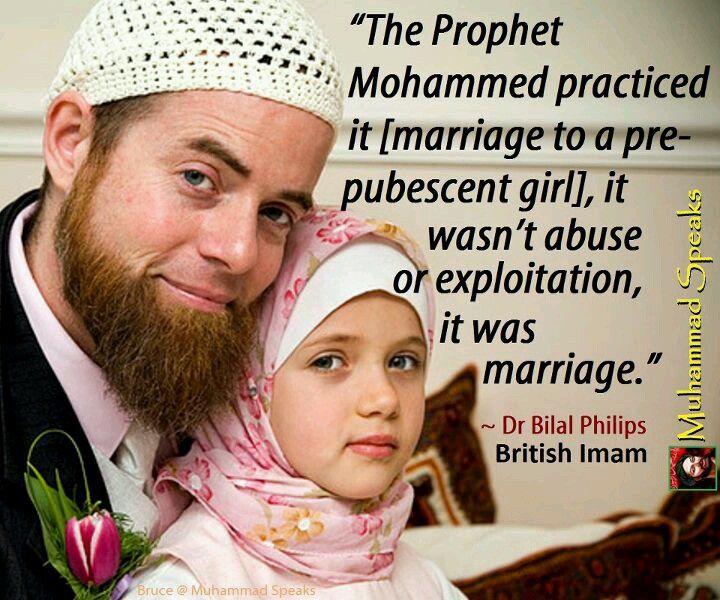 “The Prophet
Mohammed practiced
it [marriage to a pre-
pubescent girl], it
wasn’t abuse
or exploitation,
it was
marriage.”
~ Dr Bilal Philips
British Imam
Muhammad Speaks
Bruce @ Muhammad Speaks